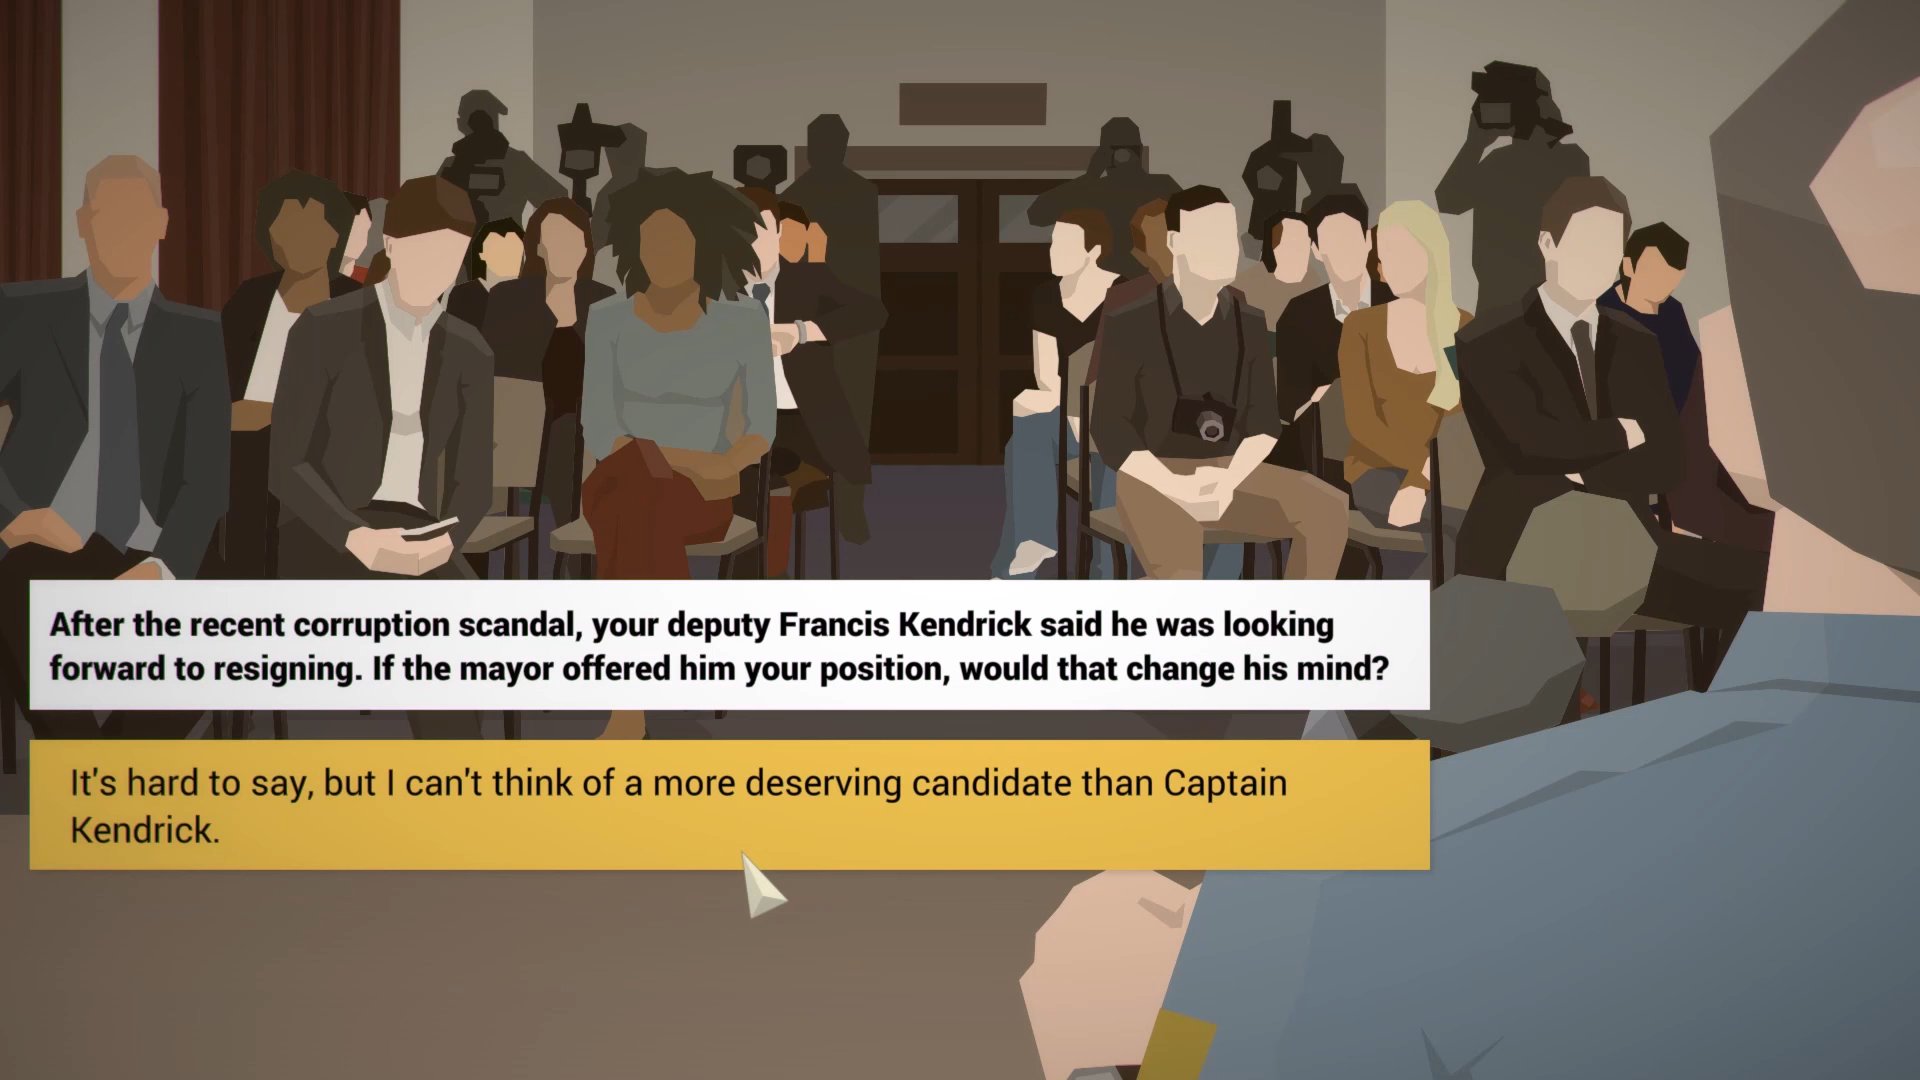 After the recent corruption scandal, your deputy Francis Kendrick said he was looking
forward to resigning. If the mayor offered him your position, would that change his mind?
It's hard to say, but I can't think of a more deserving candidate than Captain
Kendrick.